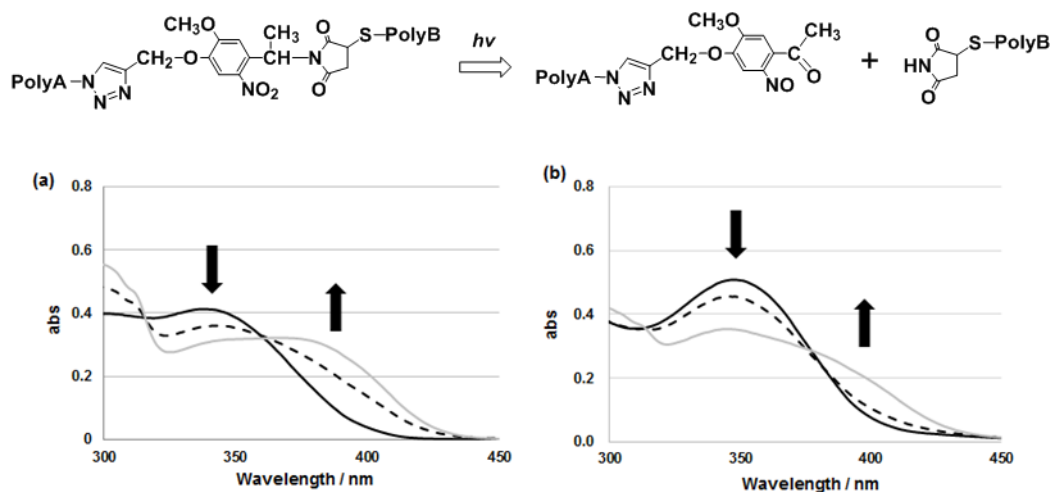 CH₃O
CH₃
O
S
PolyB
CH₂
O
CH
N
NO₂
O
PolyA
N
N
N
hν
CH₃O
CH₃
CH₂
O
NO
O
PolyA
N
N
N
+
O
S
PolyB
HN
O
(a)
0.8
0.6
0.4
0.2
0
abs
300
350
400
450
Wavelength / nm
(b)
0.8
0.6
0.4
0.2
0.0
abs
300
350
400
450
Wavelength / nm